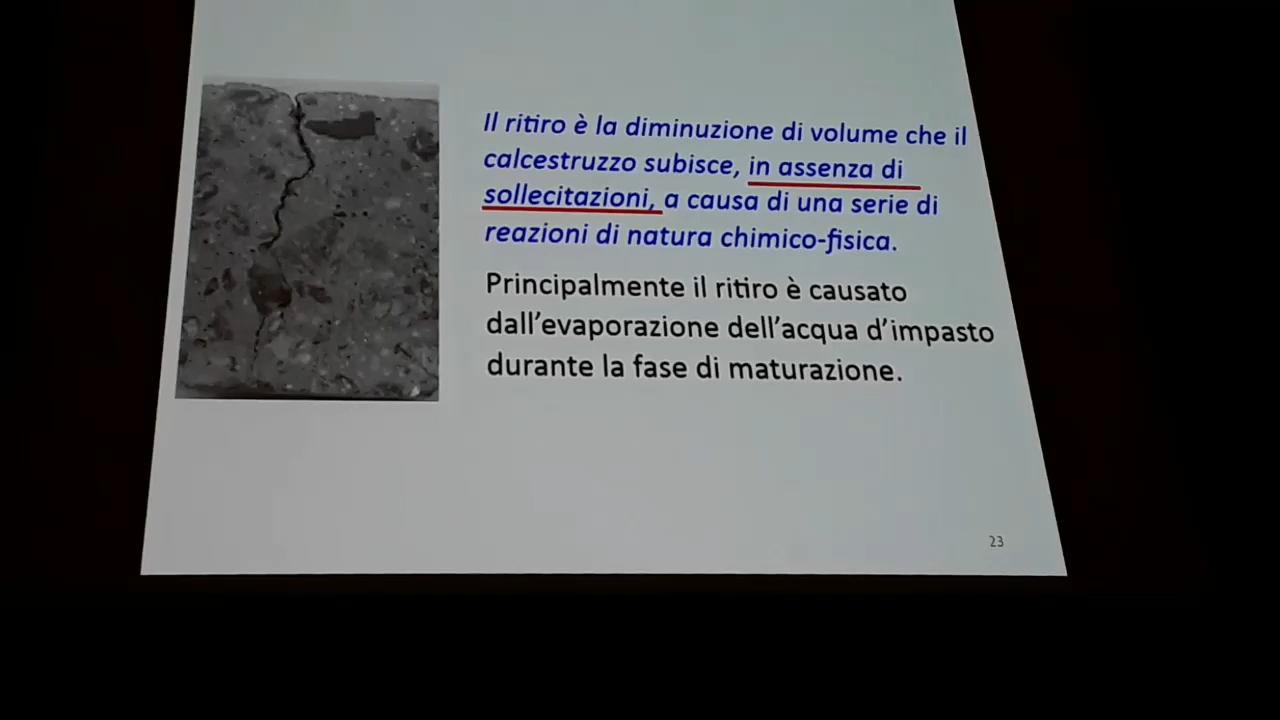 Il ritiro è la diminuzione di volume che il
calcestruzzo subisce, in assenza di
sollecitazioni, a causa di una serie di
reazioni di natura chimico-fisica.
Principalmente il ritiro è causato
dall'evaporazione dell'acqua d'impasto
durante la fase di maturazione.
23